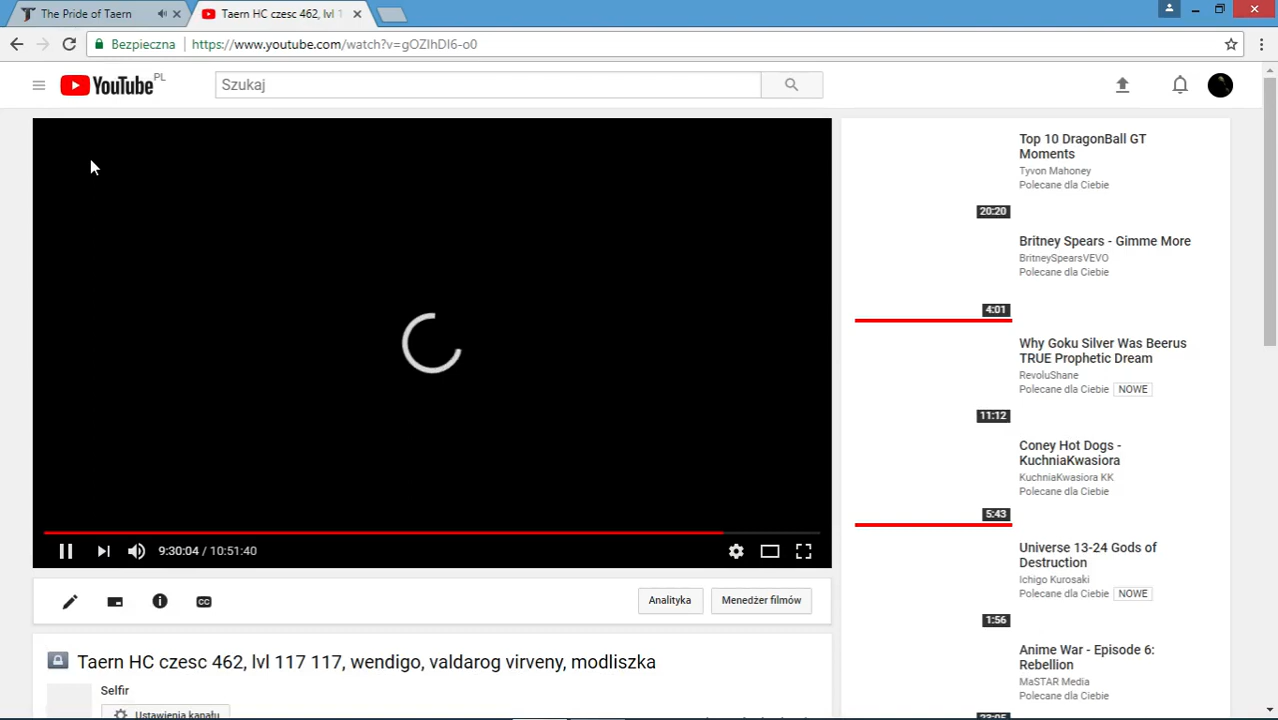 The Pride of Taern
Taern HC czesc 462, lvl 1
Bezpieczna
https://www.youtube.com/watch?v=gOZIhDI6-o0
YouTube PL
Szukaj
9:30:04 / 10:51:40
CC
Analityka
Menedżer filmów
Taern HC czesc 462, lvl 117 117, wendigo, valdarog virveny, modliszka
Selfir
Ustawienia kanału
Top 10 DragonBall GT
Moments
Tyvon Mahoney
Polecane dla Ciebie
20:20
Britney Spears - Gimme More
BritneySpearsVEVO
Polecane dla Ciebie
4:01
Why Goku Silver Was Beerus
TRUE Prophetic Dream
RevoluShane
Polecane dla Ciebie NOWE
11:12
Coney Hot Dogs -
KuchniaKwasiora
KuchniaKwasiora KK
Polecane dla Ciebie
5:43
Universe 13-24 Gods of
Destruction
Ichigo Kurosaki
Polecane dla Ciebie NOWE
1:56
Anime War - Episode 6:
Rebellion
MaSTAR Media
Polecane dla Ciebie
23:05